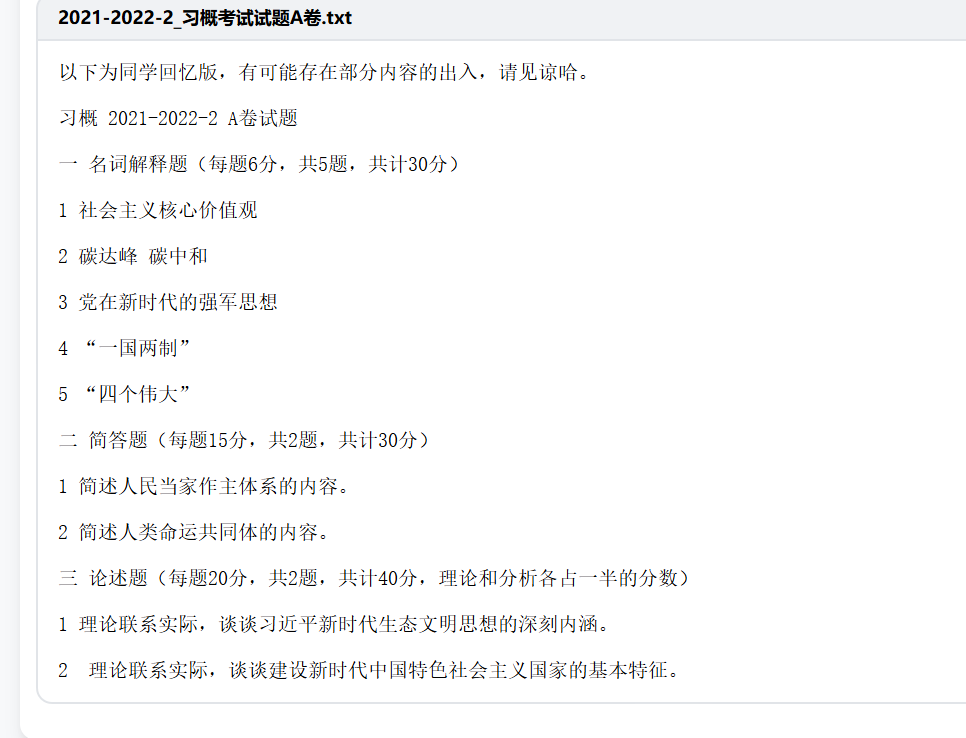 2021-2022-2_习概考试试题A卷.txt
以下为同学回忆版，有可能存在部分内容的出入，请见谅哈。
习概 2021-2022-2 A卷试题
一 名词解释题（每题6分，共5题，共计30分）
1 社会主义核心价值观
2 碳达峰 碳中和
3 党在新时代的强军思想
4 “一国两制”
5 “四个伟大”
二 简答题（每题15分，共2题，共计30分）
1 简述人民当家作主体系的内容。
2 简述人类命运共同体的内容。
三 论述题（每题20分，共2题，共计40分，理论和分析各占一半的分数）
1 理论联系实际，谈谈习近平新时代生态文明思想的深刻内涵。
2 理论联系实际，谈谈建设新时代中国特色社会主义国家的基本特征。